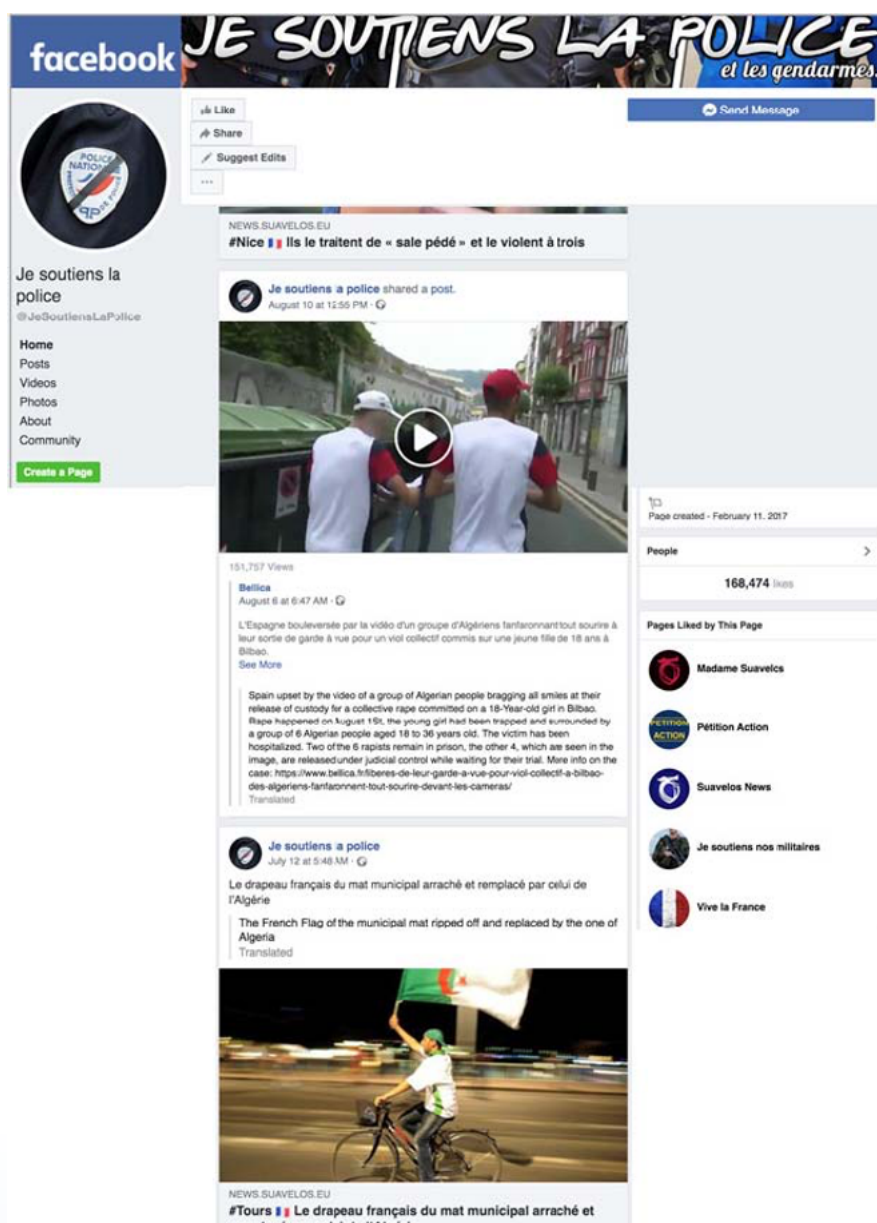 facebook
JE SOUTIENS LA POLICE
et les gendarmes.
Like
Share
Suggest Edits
...
Send Message
POLICE
NATION
Je soutiens la
police
@JeSoutiensLaPolice
Home
Posts
Videos
Photos
About
Community
Create a Page
NEWS.SUAVELOS.EU
#Nice 🇫🇷 Ils le traitent de « sale pédé » et le violent à trois
Je soutiens a police shared a post.
August 10 at 12:55 PM ·
151,757 Views
Bellica
August 6 at 6:47 AM ·
L'Espagne bouleversée par la vidéo d'un groupe d'Algériens fanfaronnant tout sourire à
leur sortie de garde à vue pour un viol collectif commis sur une jeune fille de 18 ans à
Bilbao.
See More
Spain upset by the video of a group of Algerian people bragging all smiles at their
release of custody for a collective rape committed on a 18-Year-old girl in Bilbao.
Rape happened on August 1St, the young girl had been trapped and surrounded by
a group of 6 Algerian people aged 18 to 36 years old. The victim has been
hospitalized. Two of the 6 rapists remain in prison, the other 4, which are seen in the
image, are released under judicial control while waiting for their trial. More info on the
case: https://www.bellica.fr/liberes-de-leur-garde-a-vue-pour-viol-collectif-a-bilbao-
des-algeriens-fanfaronnent-tout-sourire-devant-les-cameras/
Translated
Je soutiens a police
July 12 at 5:48 AM ·
Le drapeau français du mat municipal arraché et remplacé par celui de
l'Algérie
The French Flag of the municipal mat ripped off and replaced by the one of
Algeria
Translated
NEWS.SUAVELOS.EU
#Tours 🇫🇷 Le drapeau français du mat municipal arraché et
Page created - February 11, 2017
People
168,474 likes
Pages Liked by This Page
Madame Suavelos
PETITION
ACTION
Pétition Action
Suavelos News
Je soutiens nos militaires
Vive la France